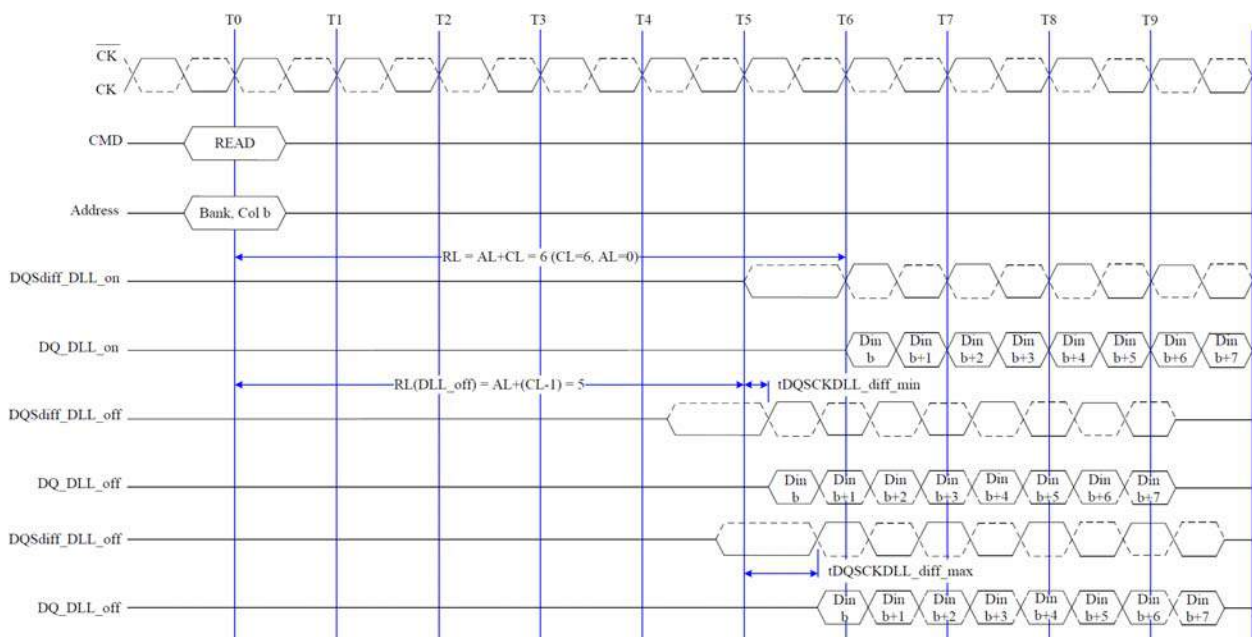 T0 T1 T2 T3 T4 T5 T6 T7 T8 T9
CK
CK
CMD READ
Address Bank, Col b
RL = AL+CL = 6 (CL=6, AL=0)
DQSdiff_DLL_on
DQ_DLL_on Din b Din b+1 Din b+2 Din b+3 Din b+4 Din b+5 Din b+6 Din b+7
RL(DLL_off) = AL+(CL-1) = 5 tDQSCKDLL_diff_min
DQSdiff_DLL_off
DQ_DLL_off Din b Din b+1 Din b+2 Din b+3 Din b+4 Din b+5 Din b+6 Din b+7
DQSdiff_DLL_off
tDQSCKDLL_diff_max
DQ_DLL_off Din b Din b+1 Din b+2 Din b+3 Din b+4 Din b+5 Din b+6 Din b+7